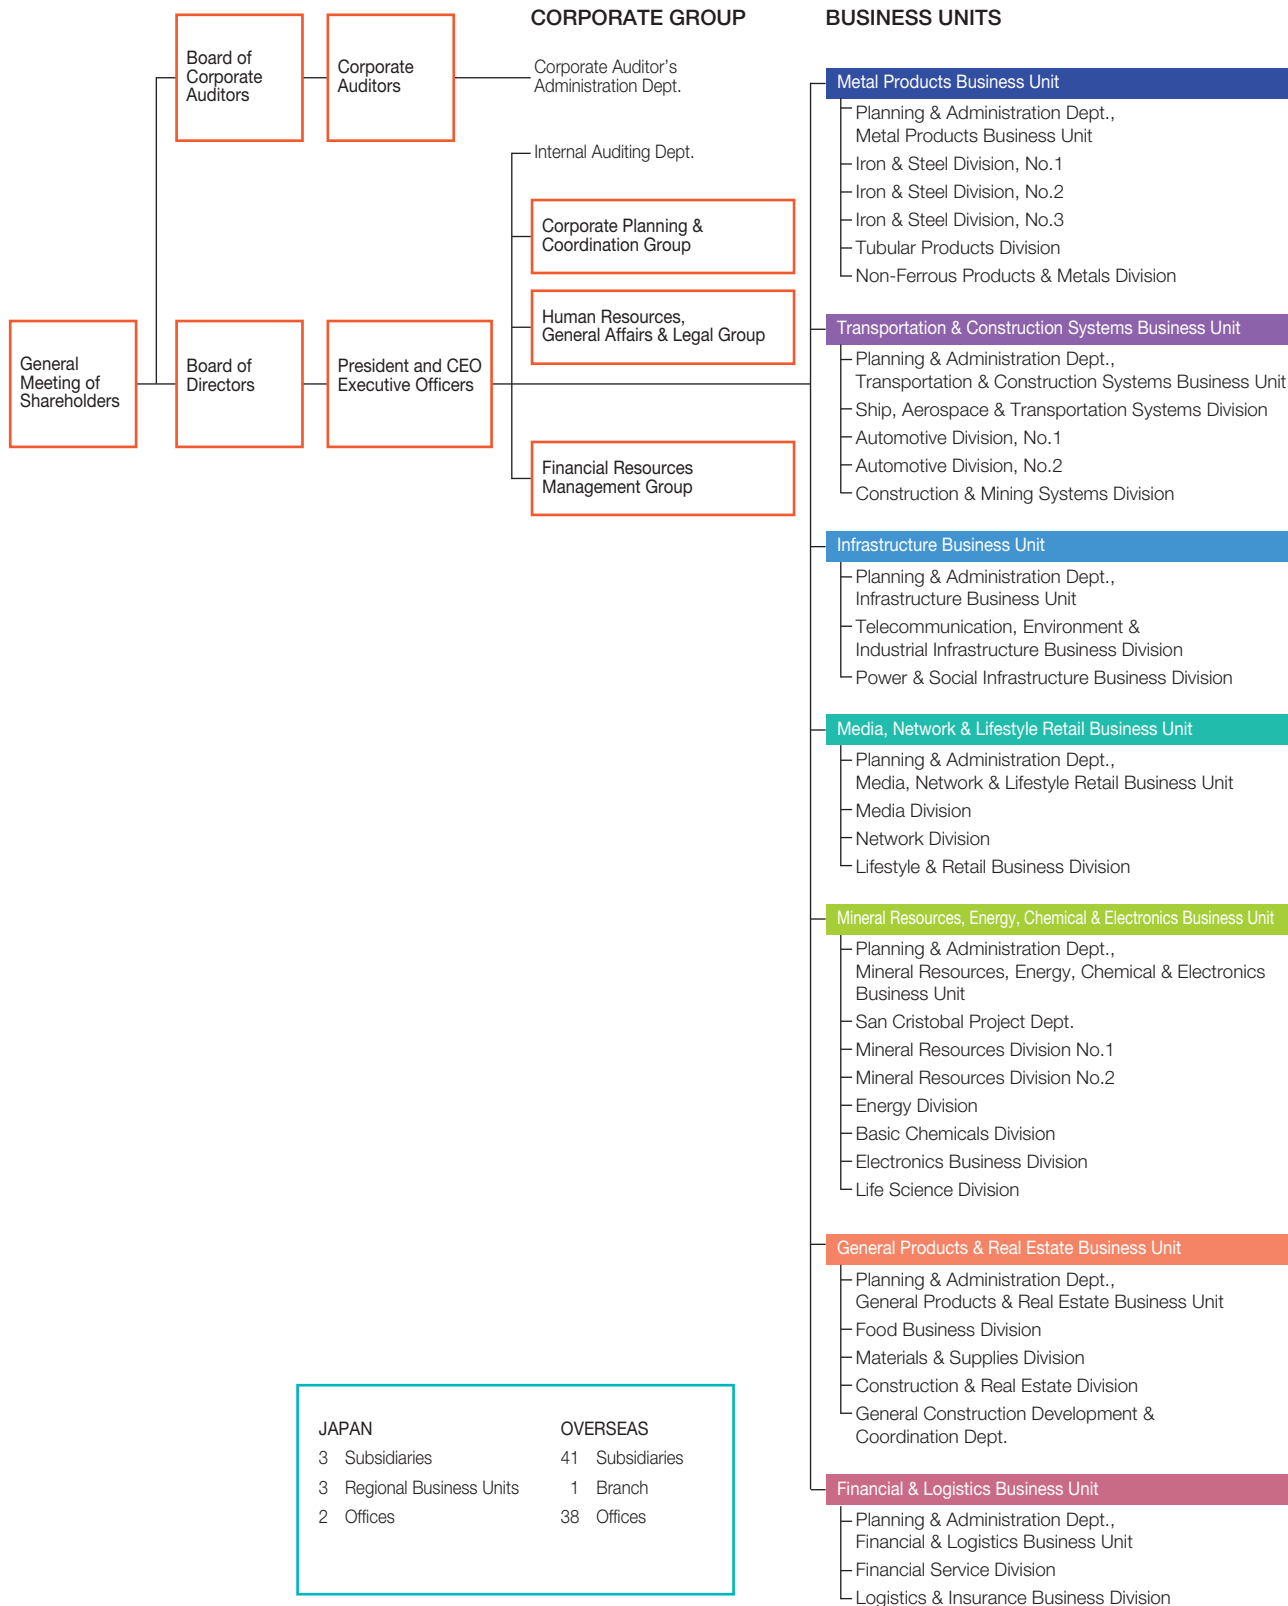 CORPORATE GROUP
BUSINESS UNITS
Board of
Corporate
Auditors
Corporate
Auditors
Corporate Auditor's
Administration Dept.
Internal Auditing Dept.
Corporate Planning &
Coordination Group
Human Resources,
General Affairs & Legal Group
General
Meeting of
Shareholders
Board of
Directors
President and CEO
Executive Officers
Financial Resources
Management Group
Metal Products Business Unit
Planning & Administration Dept.,
Metal Products Business Unit
Iron & Steel Division, No.1
Iron & Steel Division, No.2
Iron & Steel Division, No.3
Tubular Products Division
Non-Ferrous Products & Metals Division
Transportation & Construction Systems Business Unit
Planning & Administration Dept.,
Transportation & Construction Systems Business Unit
Ship, Aerospace & Transportation Systems Division
Automotive Division, No.1
Automotive Division, No.2
Construction & Mining Systems Division
Infrastructure Business Unit
Planning & Administration Dept.,
Infrastructure Business Unit
Telecommunication, Environment &
Industrial Infrastructure Business Division
Power & Social Infrastructure Business Division
Media, Network & Lifestyle Retail Business Unit
Planning & Administration Dept.,
Media, Network & Lifestyle Retail Business Unit
Media Division
Network Division
Lifestyle & Retail Business Division
Mineral Resources, Energy, Chemical & Electronics Business Unit
Planning & Administration Dept.,
Mineral Resources, Energy, Chemical & Electronics
Business Unit
San Cristobal Project Dept.
Mineral Resources Division No.1
Mineral Resources Division No.2
Energy Division
Basic Chemicals Division
Electronics Business Division
Life Science Division
General Products & Real Estate Business Unit
Planning & Administration Dept.,
General Products & Real Estate Business Unit
Food Business Division
Materials & Supplies Division
Construction & Real Estate Division
General Construction Development &
Coordination Dept.
Financial & Logistics Business Unit
Planning & Administration Dept.,
Financial & Logistics Business Unit
Financial Service Division
Logistics & Insurance Business Division
JAPAN
3 Subsidiaries
3 Regional Business Units
2 Offices
OVERSEAS
41 Subsidiaries
1 Branch
38 Offices